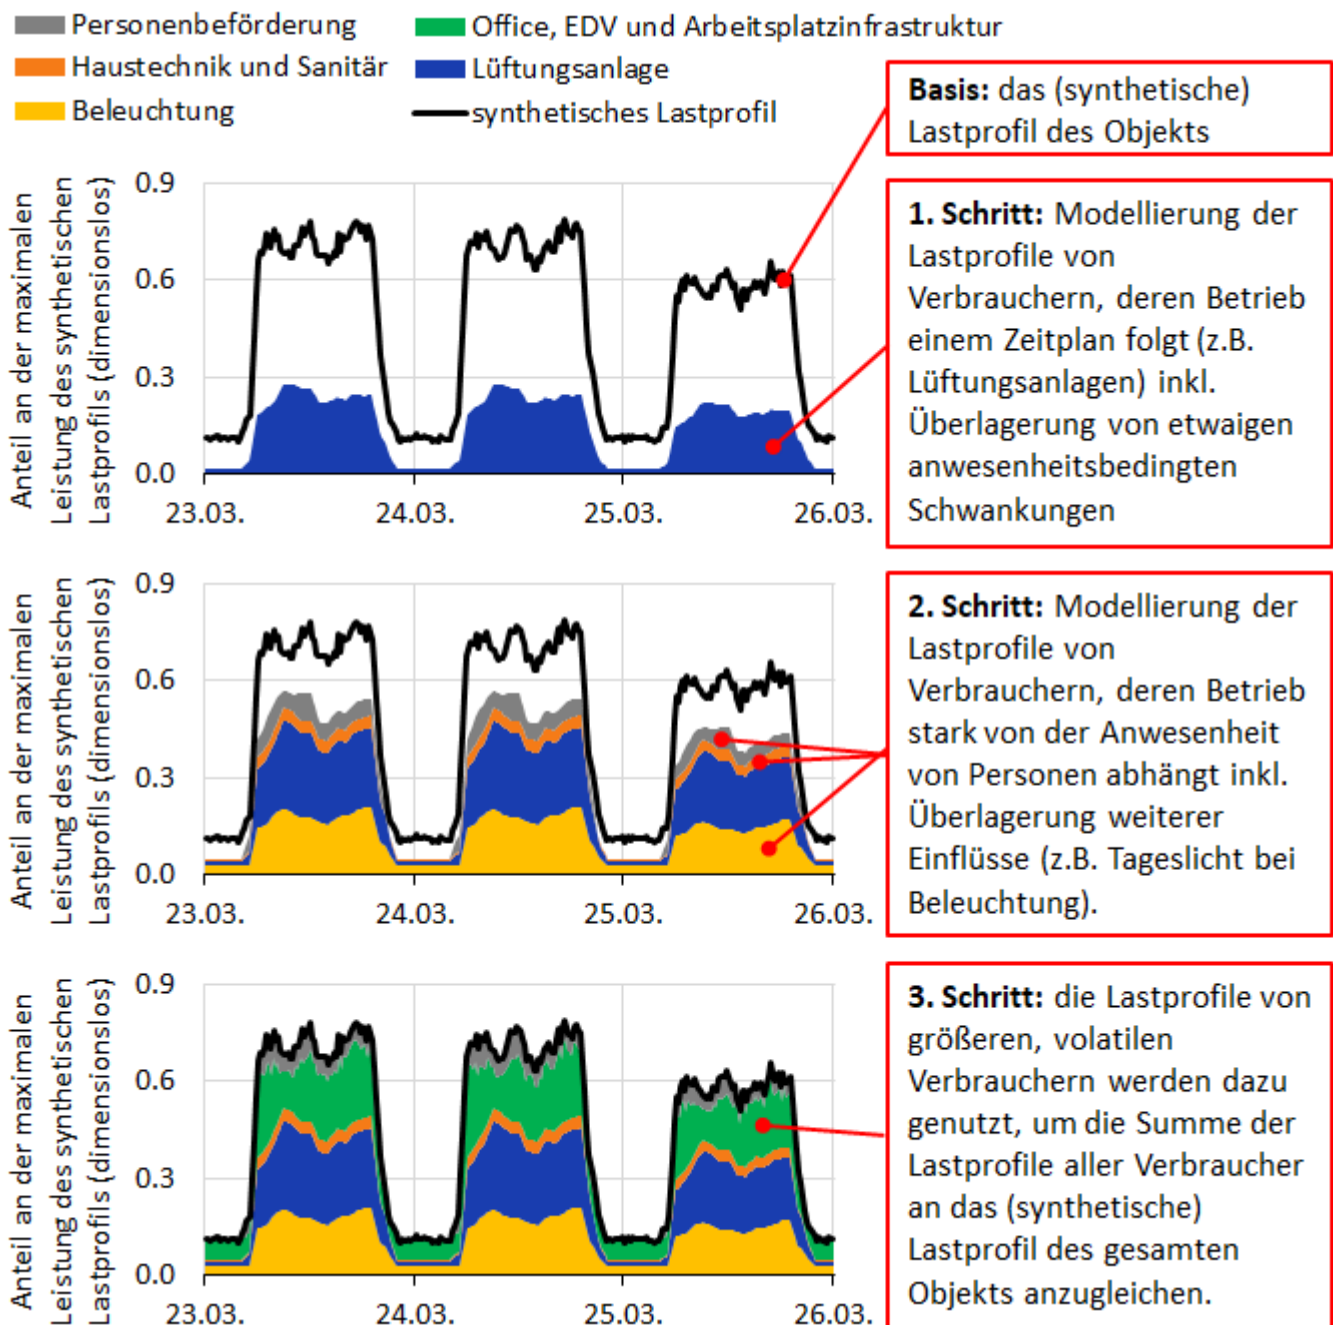 Personenbeförderung
Office, EDV und Arbeitsplatzinfrastruktur
Haustechnik und Sanitär
Lüftungsanlage
Beleuchtung
synthetisches Lastprofil
Basis: das (synthetische)
Lastprofil des Objekts
Anteil an der maximalen
Leistung des synthetischen
Lastprofils (dimensionslos)
0.9
0.6
0.3
0.0
23.03.
24.03.
25.03.
26.03.
1. Schritt: Modellierung der
Lastprofile von
Verbrauchern, deren Betrieb
einem Zeitplan folgt (z.B.
Lüftungsanlagen) inkl.
Überlagerung von etwaigen
anwesenheitsbedingten
Schwankungen
Anteil an der maximalen
Leistung des synthetischen
Lastprofils (dimensionslos)
0.9
0.6
0.3
0.0
23.03.
24.03.
25.03.
26.03.
2. Schritt: Modellierung der
Lastprofile von
Verbrauchern, deren Betrieb
stark von der Anwesenheit
von Personen abhängt inkl.
Überlagerung weiterer
Einflüsse (z.B. Tageslicht bei
Beleuchtung).
Anteil an der maximalen
Leistung des synthetischen
Lastprofils (dimensionslos)
0.9
0.6
0.3
0.0
23.03.
24.03.
25.03.
26.03.
3. Schritt: die Lastprofile von
größeren, volatilen
Verbrauchern werden dazu
genutzt, um die Summe der
Lastprofile aller Verbraucher
an das (synthetische)
Lastprofil des gesamten
Objekts anzugleichen.